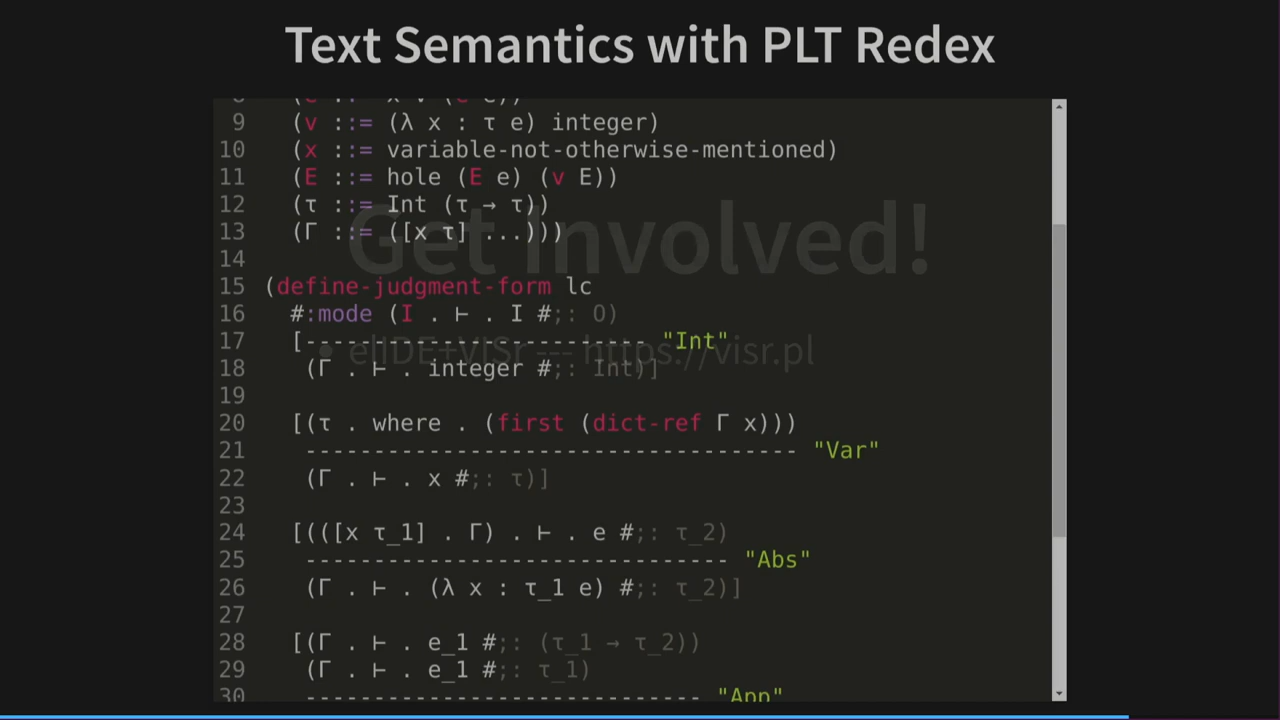 Text Semantics with PLT Redex
8 (e ::= x v (e e))
9 (v ::= (λ x : τ e) integer)
10 (x ::= variable-not-otherwise-mentioned)
11 (E ::= hole (E e) (v E))
12 (τ ::= Int (τ → τ))
Get Involved!
13 (Γ ::= ([x τ] ...)))
14
15 (define-judgment-form lc
16 #:mode (I . ⊢ . I #;: O)
17 [------------------------- "Int"
• elIDE+VISr --- https://visr.pl
18 (Γ . ⊢ . integer #;: Int)]
19
20 [(τ . where . (first (dict-ref Γ x)))
21 ------------------------------------ "Var"
22 (Γ . ⊢ . x #;: τ)]
23
24 [(([x τ_1] . Γ) . ⊢ . e #;: τ_2)
25 ------------------------------- "Abs"
26 (Γ . ⊢ . (λ x : τ_1 e) #;: τ_2)]
27
28 [(Γ . ⊢ . e_1 #;: (τ_1 → τ_2))
29 (Γ . ⊢ . e_1 #;: τ_1)
30 ----------------------------- "App"